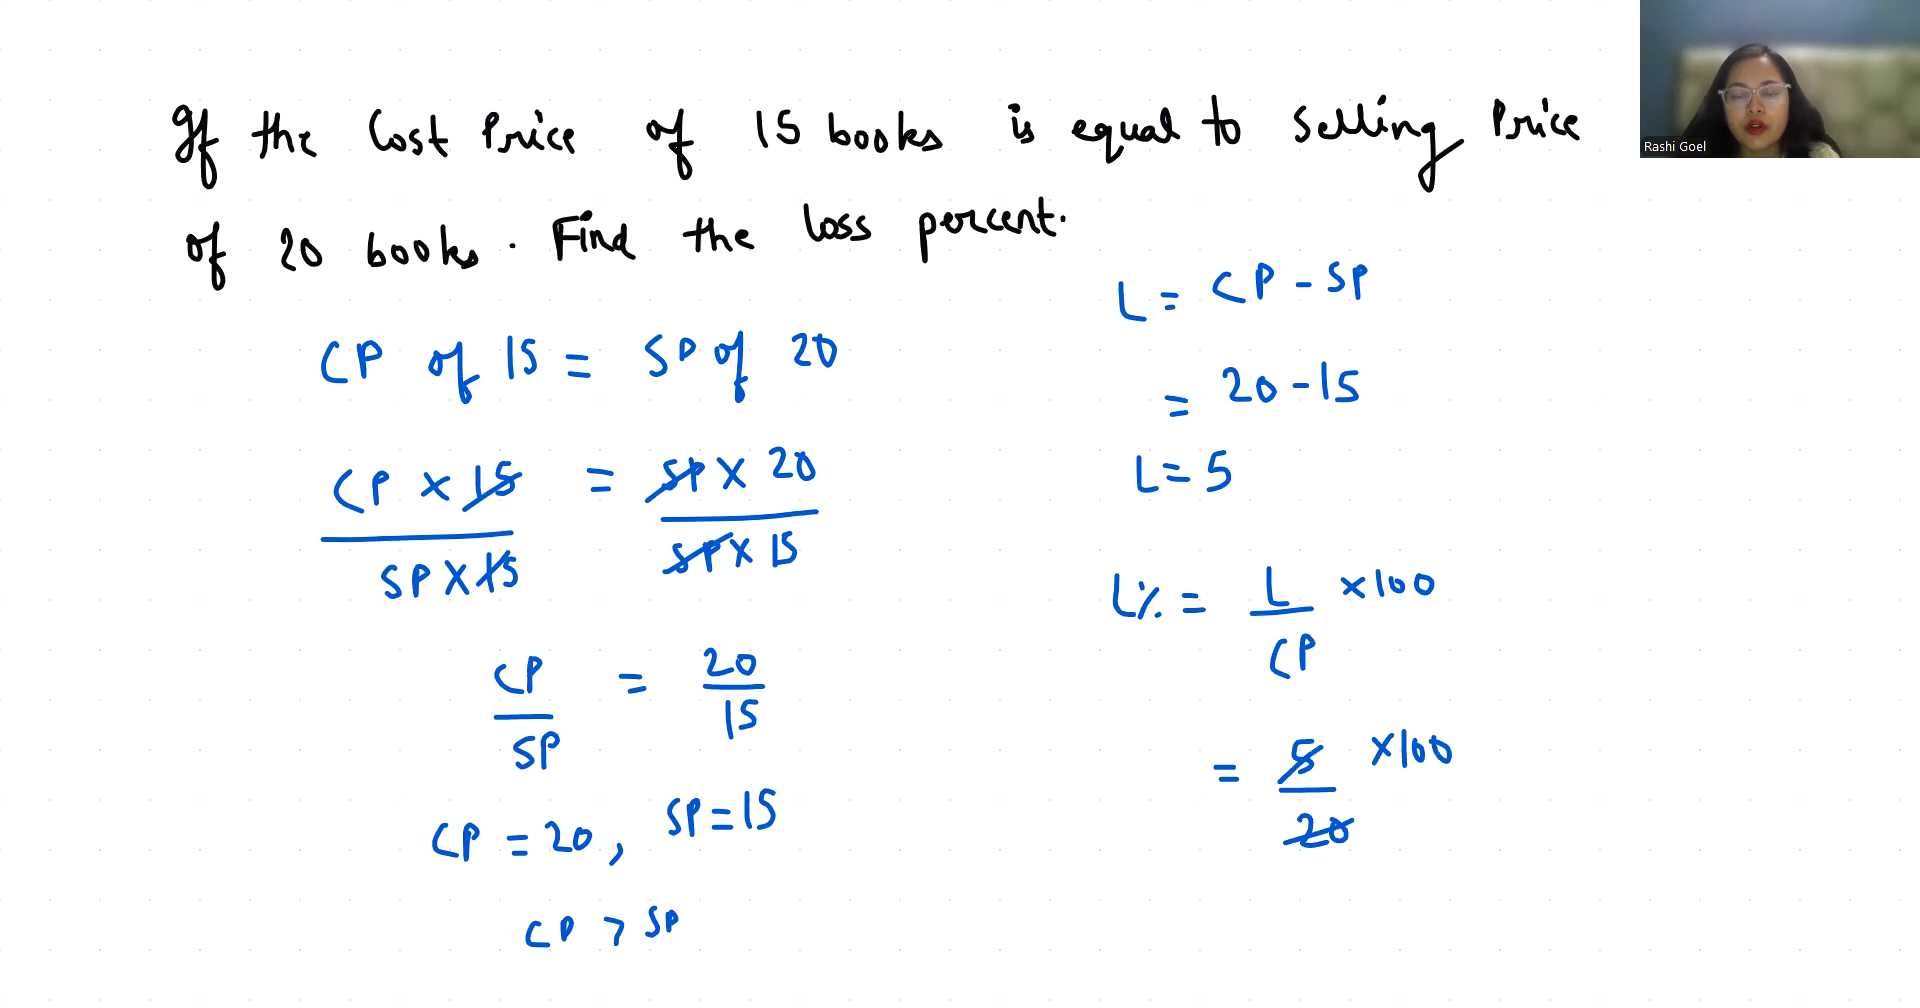 If the Cost Price of 15 books is equal to Selling Price
of 20 books. Find the loss percent.
CP of 15 = SP of 20
CP x 15 = SP x 20
SP x 15 SP x 15
CP = 20
SP 15
CP = 20, SP = 15
CP > SP
L = CP - SP
= 20 - 15
L = 5
L% = L x 100
CP
= 5 x 100
20
Rashi Goel